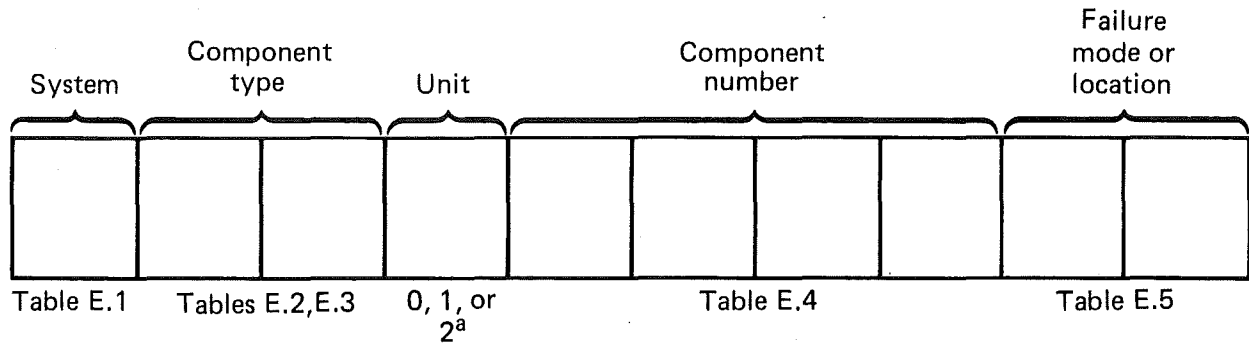 System
Component
type
Unit
Component
number
Failure
mode or
location
Table E.1
Tables E.2,E.3
0, 1, or
2ᵃ
Table E.4
Table E.5